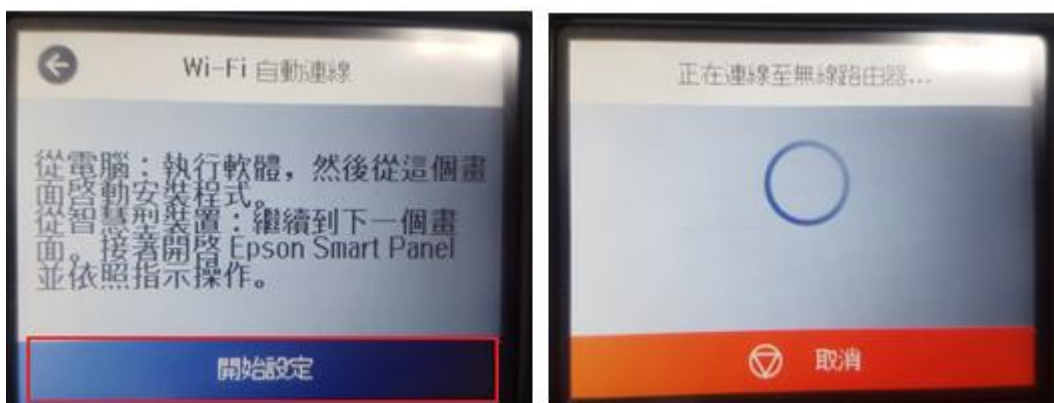 Wi-Fi 自動連線
從電腦：執行軟體，然後從這個畫
面啓動安裝程式。
從智慧型裝置：繼續到下一個畫
面，接著開啓 Epson Smart Panel
並依照指示操作。
開始設定
正在連線至無線路由器...
取消